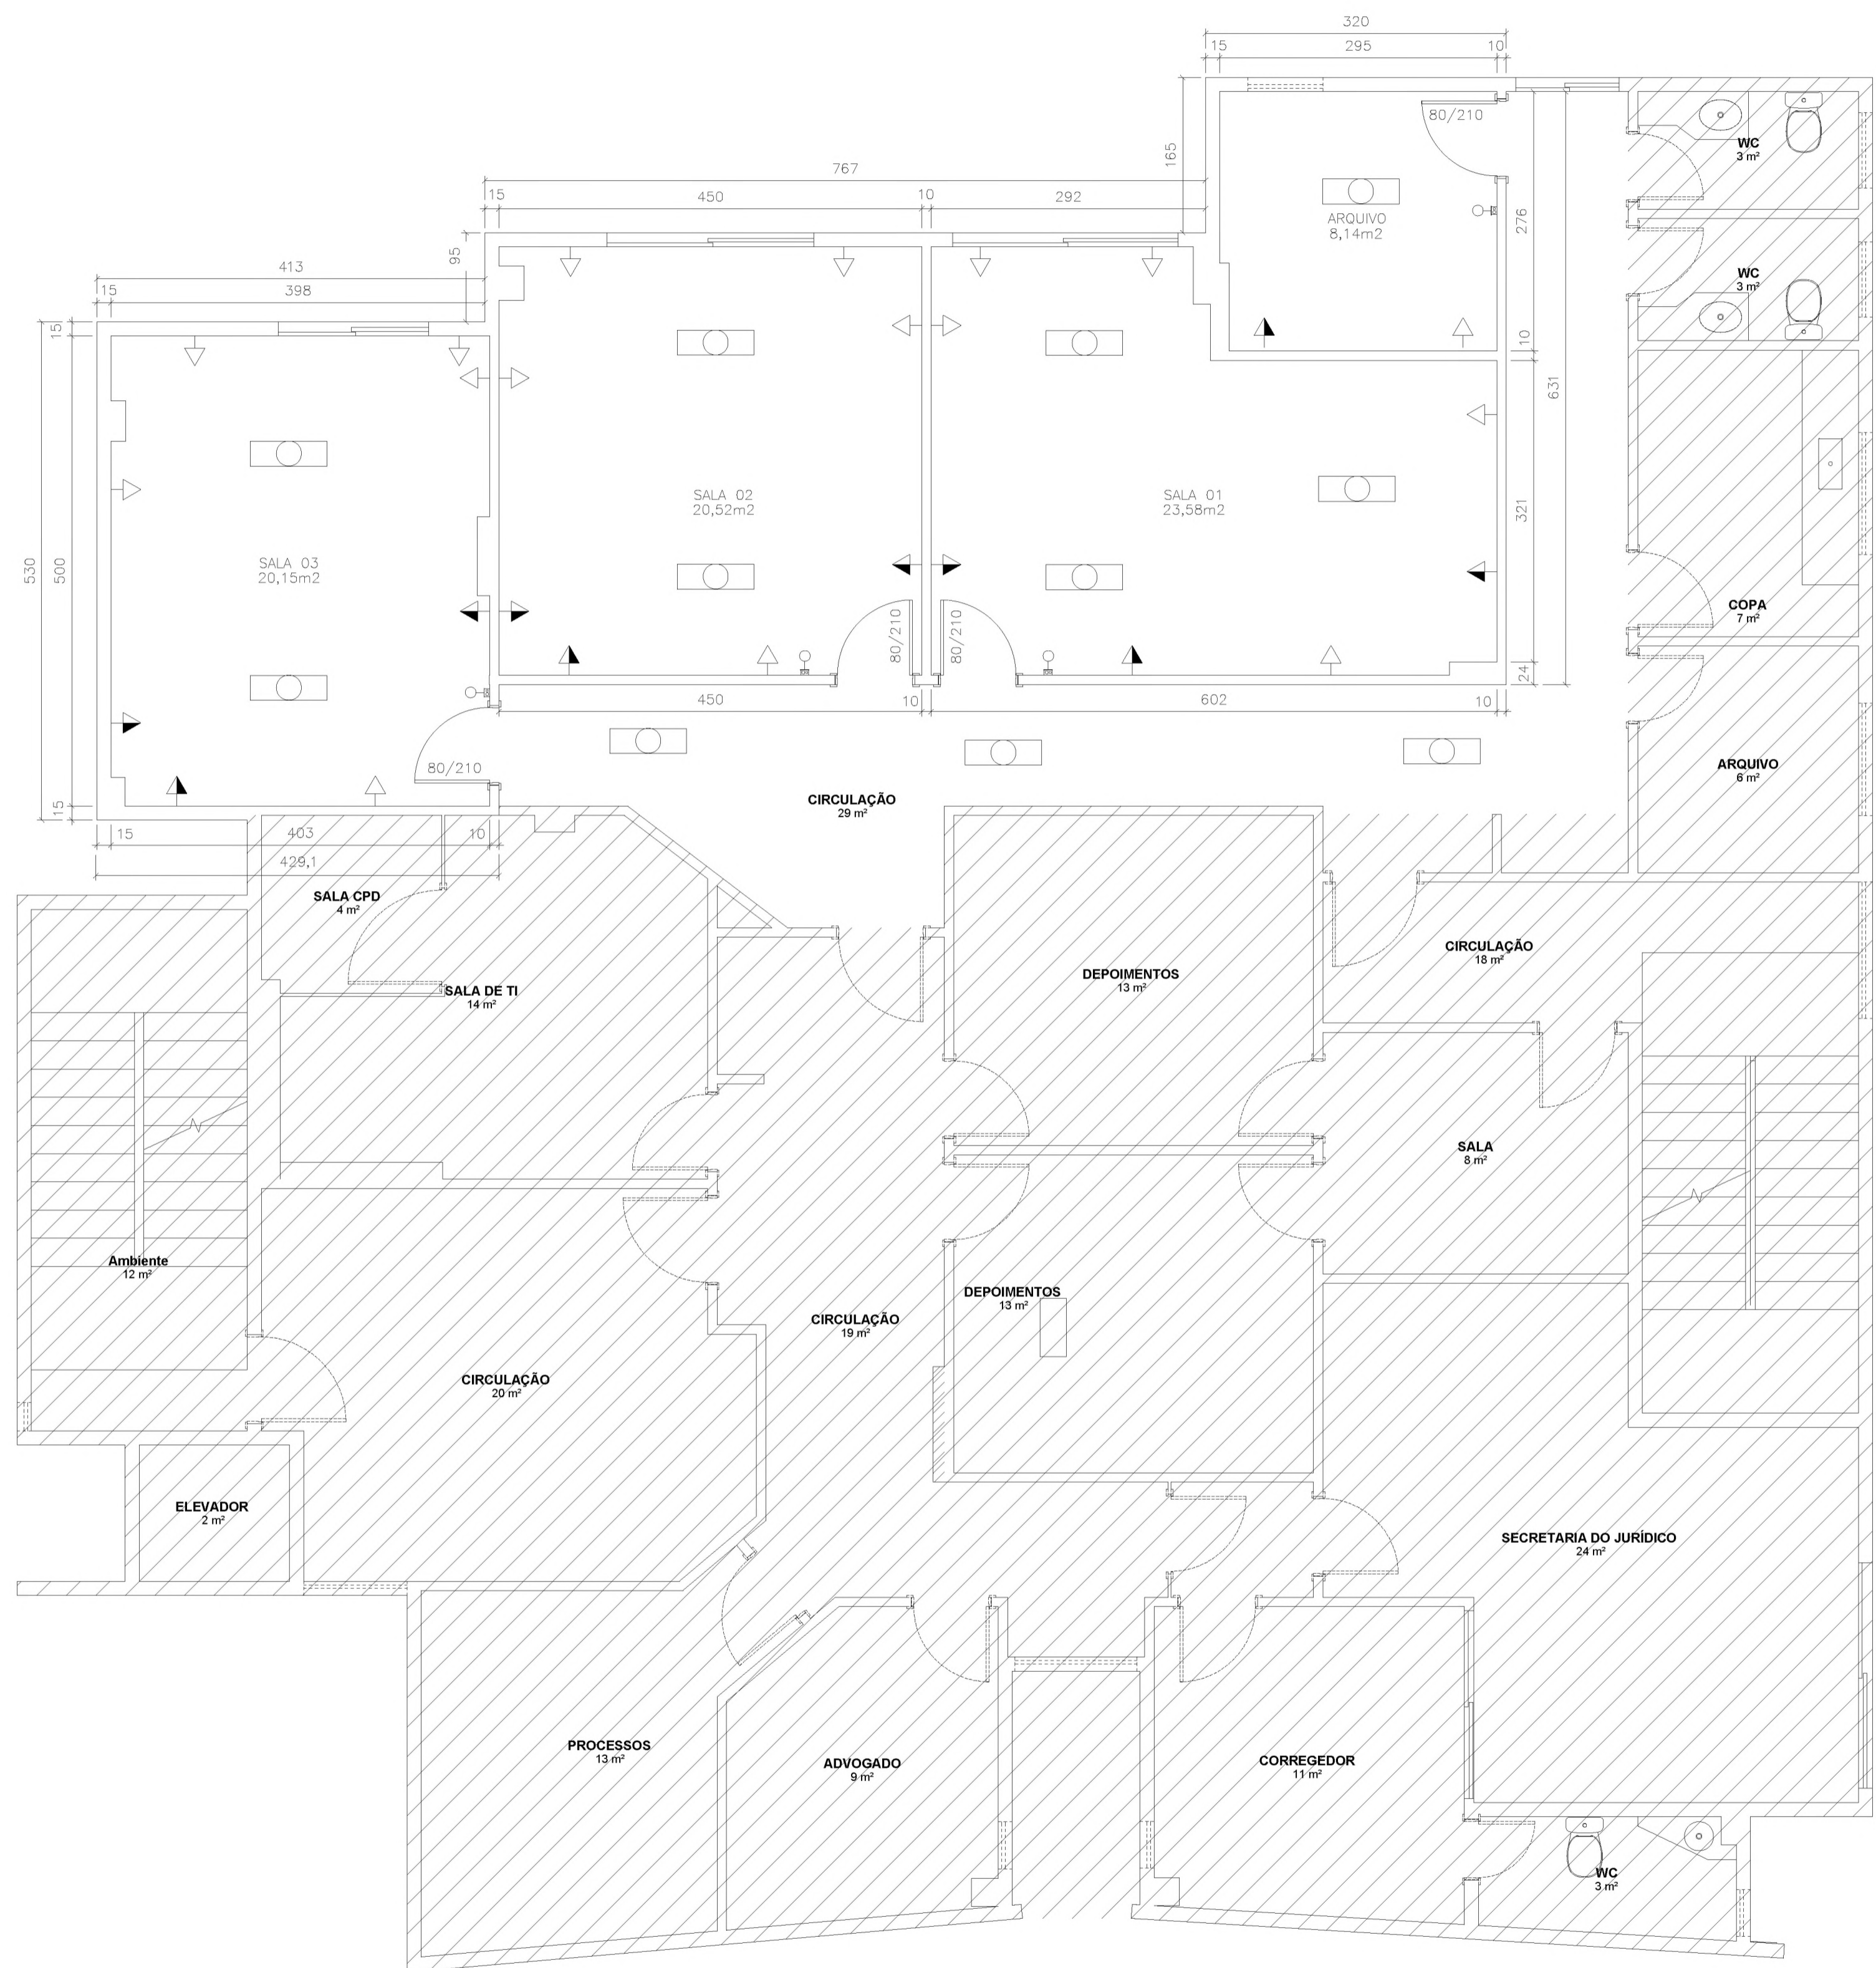 320
15
295
10
80/210
165
WC
3 m²
767
15
450
10
292
ARQUIVO
8,14m2
276
95
413
15
398
WC
3 m²
15
10
631
SALA 02
20,52m2
SALA 01
23,58m2
321
SALA 03
20,15m2
530
500
80/210
80/210
COPA
7 m²
24
450
10
602
10
80/210
ARQUIVO
6 m²
CIRCULAÇÃO
29 m²
15
15
403
10
429,1
SALA CPD
4 m²
CIRCULAÇÃO
18 m²
DEPOIMENTOS
13 m²
SALA DE TI
14 m²
SALA
8 m²
Ambiente
12 m²
DEPOIMENTOS
13 m²
CIRCULAÇÃO
19 m²
CIRCULAÇÃO
20 m²
ELEVADOR
2 m²
SECRETARIA DO JURÍDICO
24 m²
PROCESSOS
13 m²
ADVOGADO
9 m²
CORREGEDOR
11 m²
WC
3 m²